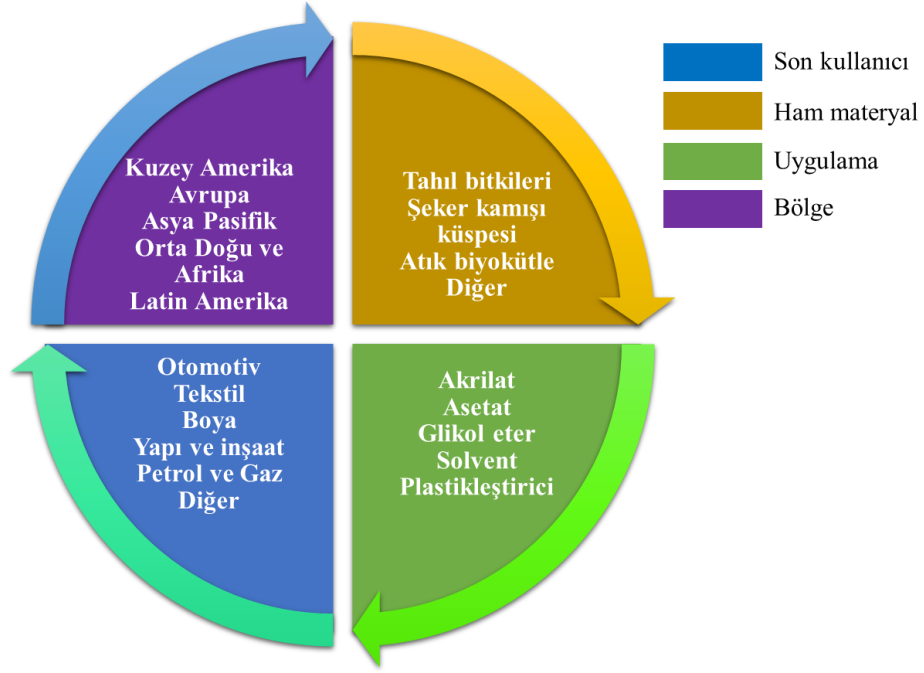 Kuzey Amerika
Avrupa
Asya Pasifik
Orta Doğu ve
Afrika
Latin Amerika
Tahıl bitkileri
Şeker kamışı
küspesi
Atık biyokütle
Diğer
Otomotiv
Tekstil
Boya
Yapı ve inşaat
Petrol ve Gaz
Diğer
Akrilat
Asetat
Glikol eter
Solvent
Plastikleştirici
Son kullanıcı
Ham materyal
Uygulama
Bölge